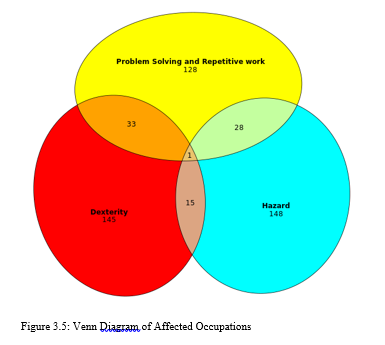 Problem Solving and Repetitive work
128
33
28
1
15
Dexterity
145
Hazard
148
Figure 3.5: Venn Diagram of Affected Occupations